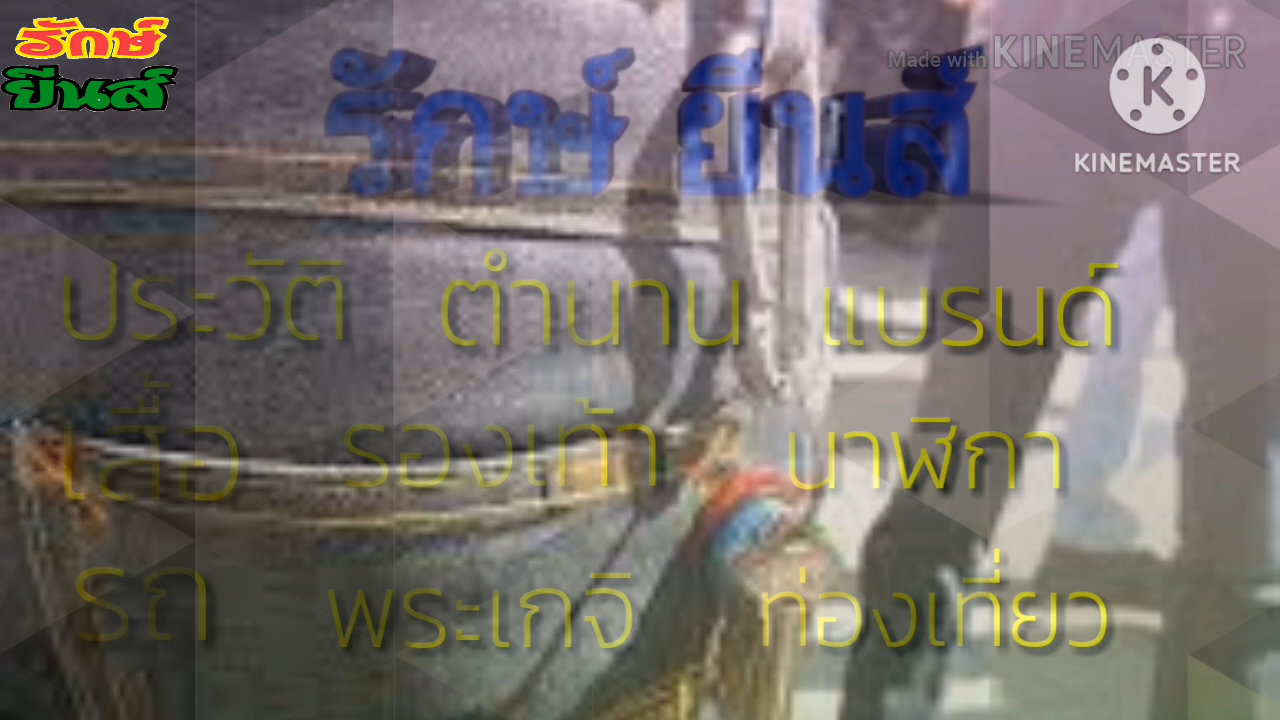 รักษ์
ยีนส์
Made with KINEMASTER
รักษ์ ยีนส์
K
KINEMASTER
ประวัติ ตำนาน แบรนด์
เสื้อ รองเท้า นาฬิกา
รถ พระเกจิ ท่องเที่ยว